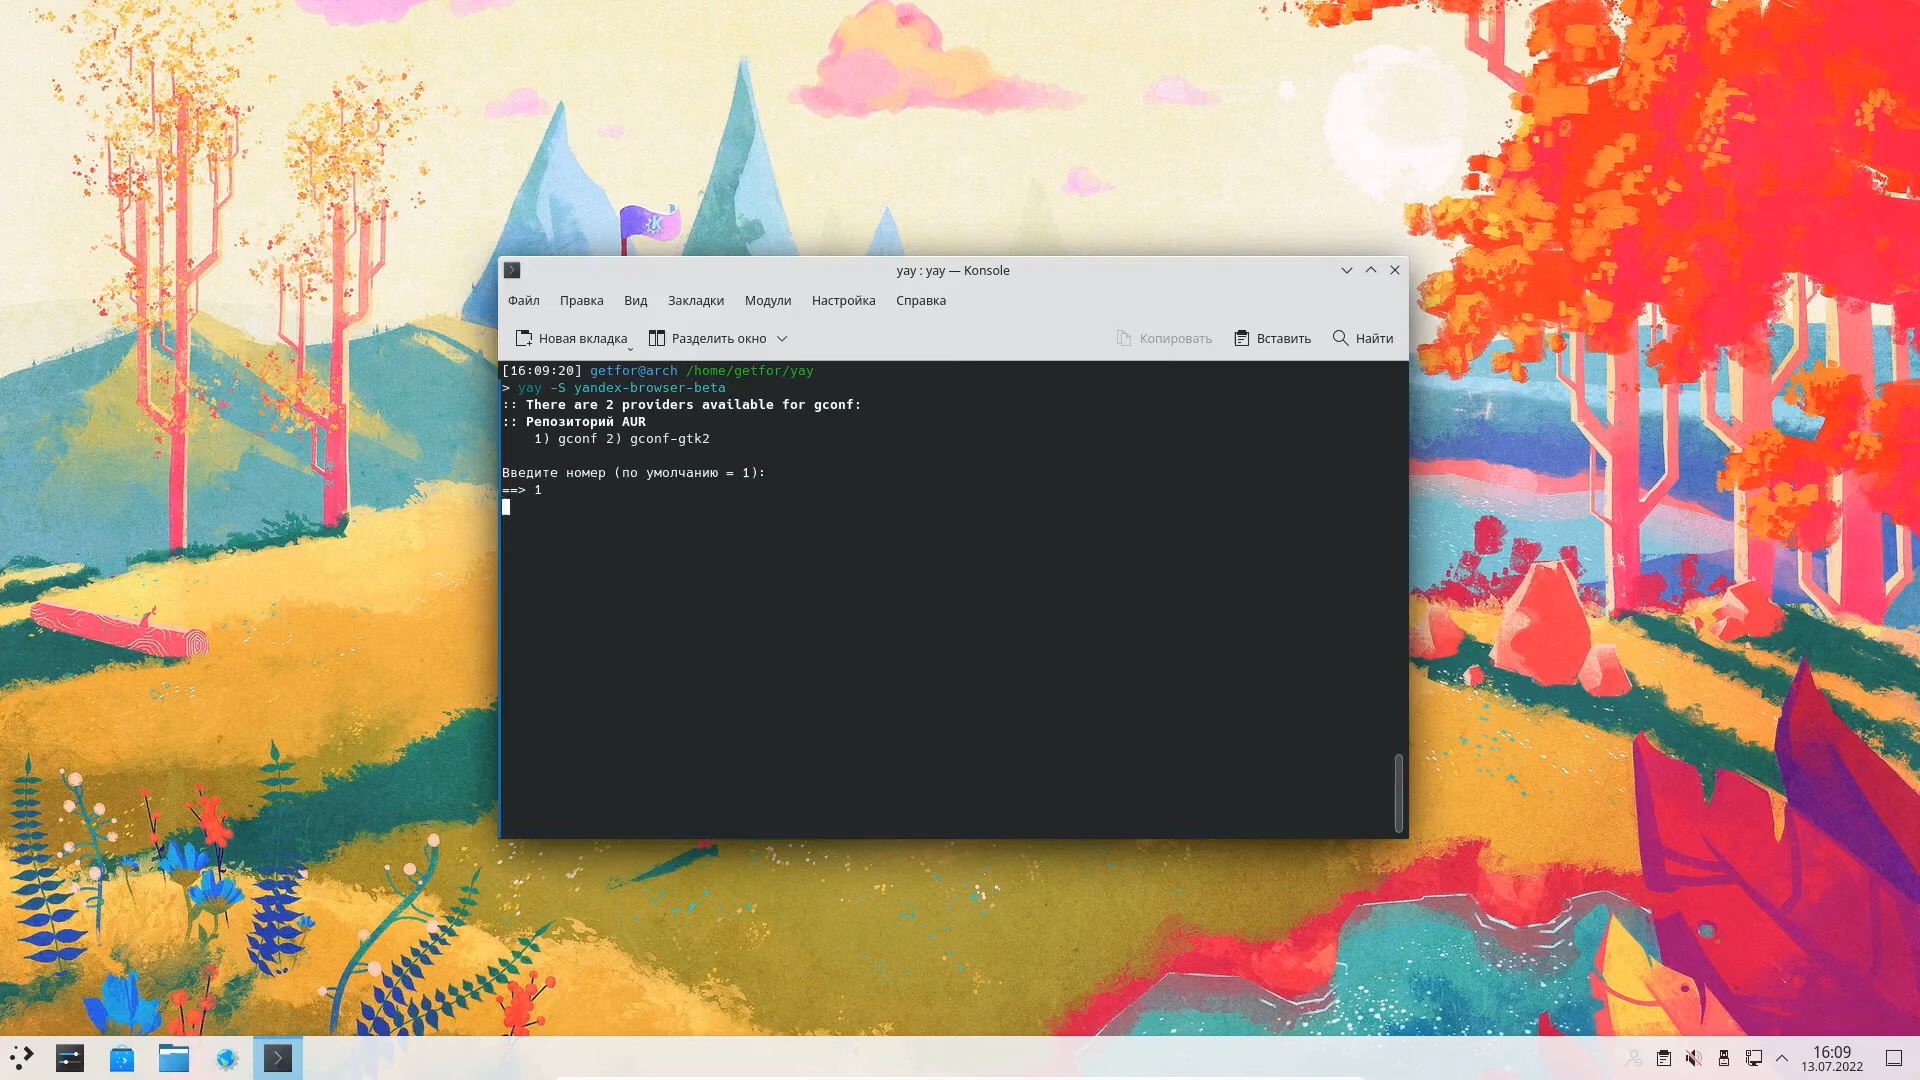 yay : yay — Konsole
Файл Правка Вид Закладки Модули Настройка Справка
Новая вкладка Разделить окно Копировать Вставить Найти
[16:09:20] getfor@arch /home/getfor/yay
> yay -S yandex-browser-beta
:: There are 2 providers available for gconf:
:: Репозиторий AUR
1) gconf 2) gconf-gtk2
Введите номер (по умолчанию = 1):
==> 1
16:09
13.07.2022